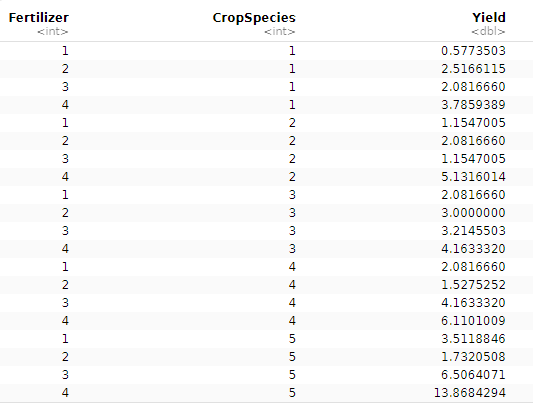 Fertilizer CropSpecies Yield
<int> <int> <dbl>
1 1 0.5773503
2 1 2.5166115
3 1 2.0816660
4 1 3.7859389
1 2 1.1547005
2 2 2.0816660
3 2 1.1547005
4 2 5.1316014
1 3 2.0816660
2 3 3.0000000
3 3 3.2145503
4 3 4.1633320
1 4 2.0816660
2 4 1.5275252
3 4 4.1633320
4 4 6.1101009
1 5 3.5118846
2 5 1.7320508
3 5 6.5064071
4 5 13.8684294